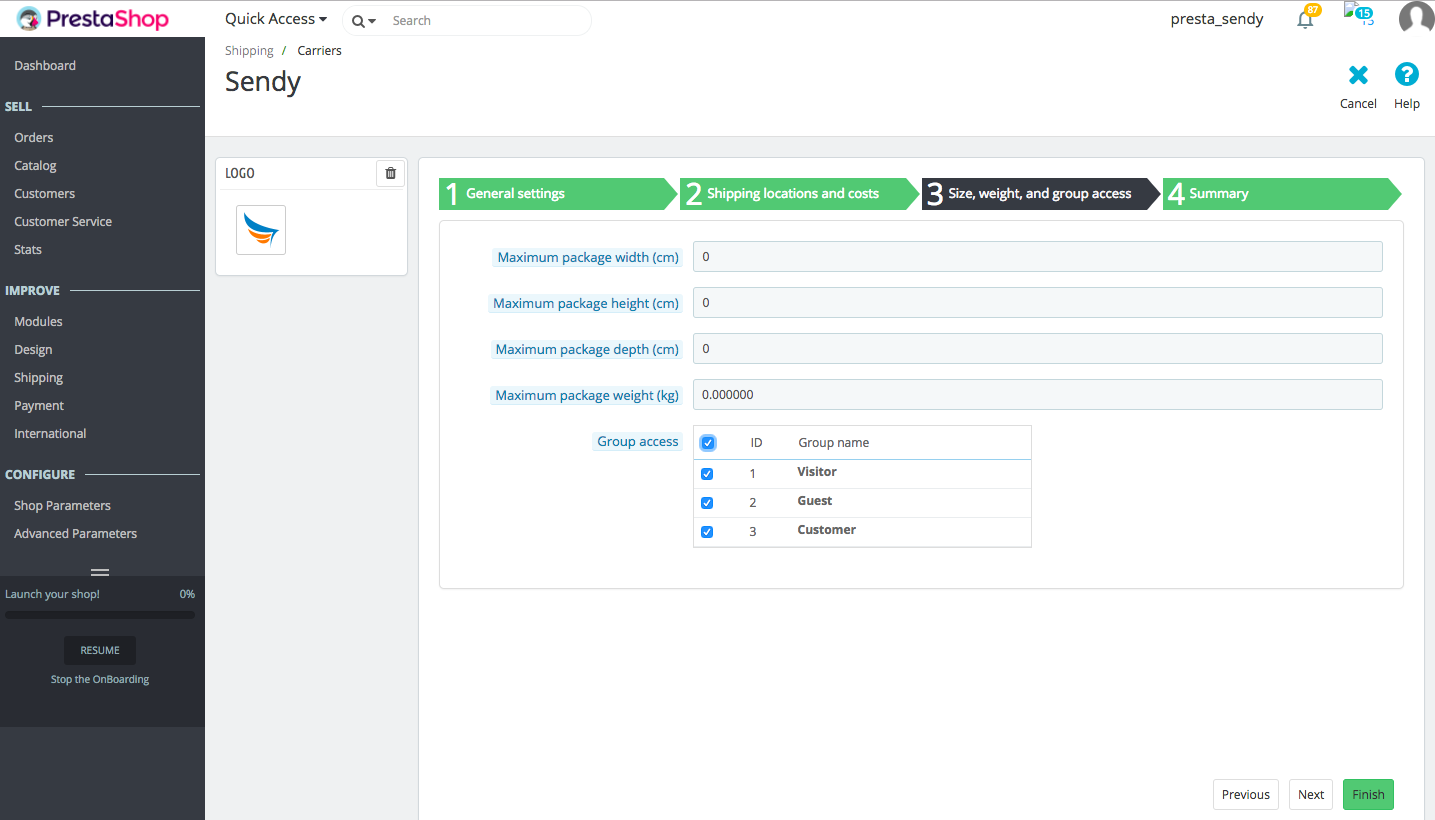 PrestaShop
Quick Access
Search
presta_sendy
87
15
Shipping / Carriers
Sendy
Cancel
Help
Dashboard
SELL
Orders
Catalog
Customers
Customer Service
Stats
IMPROVE
Modules
Design
Shipping
Payment
International
CONFIGURE
Shop Parameters
Advanced Parameters
Launch your shop! 0%
RESUME
Stop the OnBoarding
LOGO
1 General settings
2 Shipping locations and costs
3 Size, weight, and group access
4 Summary
Maximum package width (cm) 0
Maximum package height (cm) 0
Maximum package depth (cm) 0
Maximum package weight (kg) 0.000000
Group access
ID Group name
1 Visitor
2 Guest
3 Customer
Previous
Next
Finish